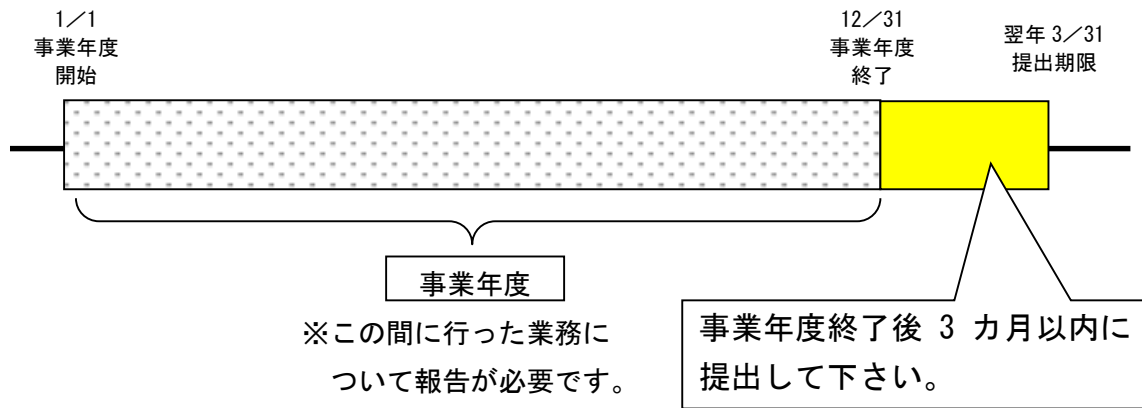 1／1
事業年度
開始
12／31
事業年度
終了
翌年 3／31
提出期限
事業年度
※この間に行った業務に
ついて報告が必要です。
事業年度終了後 3 カ月以内に
提出して下さい。